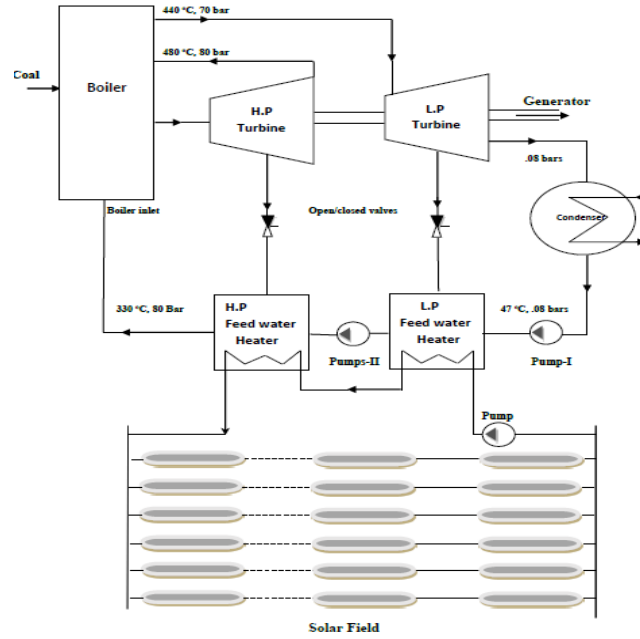 440 °C, 70 bar
480 °C, 80 bar
Coal
Boiler
H.P
Turbine
L.P
Turbine
Generator
.08 bars
Boiler inlet
Open/closed valves
Condenser
330 °C, 80 Bar
H.P
Feed water
Heater
Pumps-II
L.P
Feed water
Heater
47 °C, .08 bars
Pump-I
Pump
Solar Field